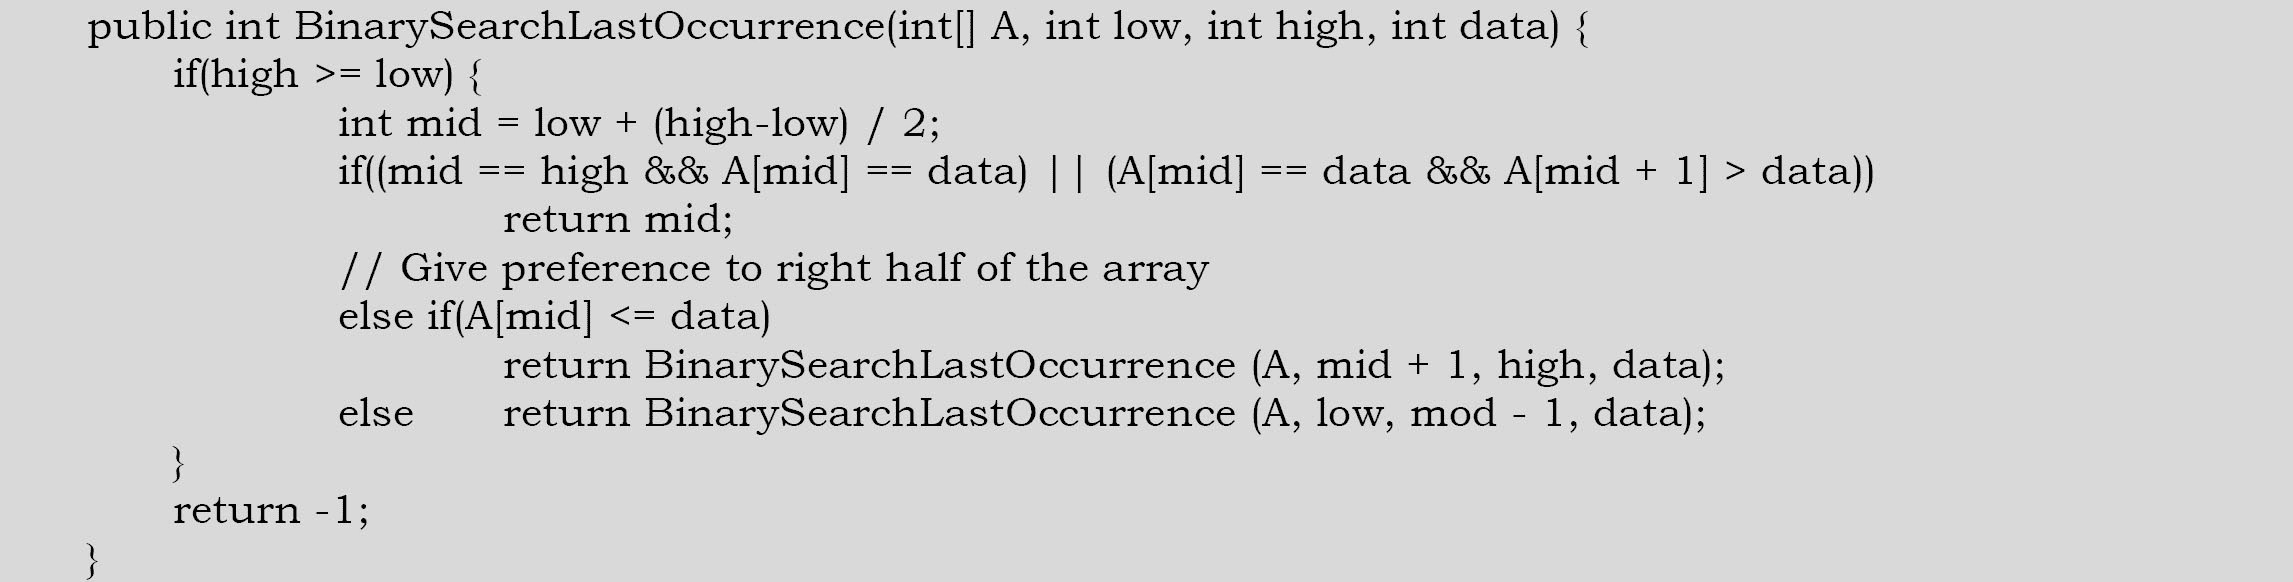 public int BinarySearchLastOccurrence(int[] A, int low, int high, int data) {
if(high >= low) {
int mid = low + (high-low) / 2;
if((mid == high && A[mid] == data) || (A[mid] == data && A[mid + 1] > data))
return mid;
// Give preference to right half of the array
else if(A[mid] <= data)
return BinarySearchLastOccurrence (A, mid + 1, high, data);
else return BinarySearchLastOccurrence (A, low, mod - 1, data);
}
return -1;
}